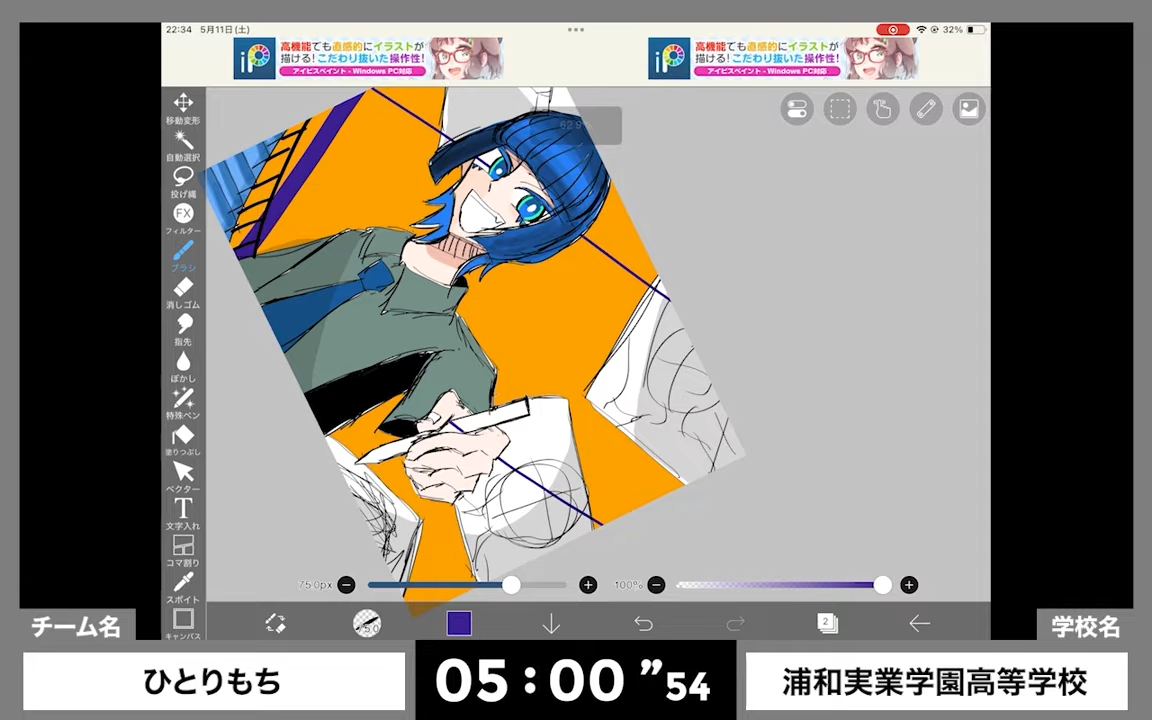 22:34 5月11日(土)
32%
iP
高機能でも直感的にイラストが
描ける!こだわり抜いた操作性!
アイビスペイント - Windows PC対応
iP
高機能でも直感的にイラストが
描ける!こだわり抜いた操作性!
アイビスペイント - Windows PC対応
移動変形
自動選択
投げ縄
FX
フィルター
ブラシ
消しゴム
指先
ぼかし
特殊ペン
塗りつぶし
ベクター
T
文字入れ
コマ割り
スポイト
キャンバス
75.0px
100%
2
チーム名
ひとりもち
05:00 ”54
学校名
浦和実業学園高等学校